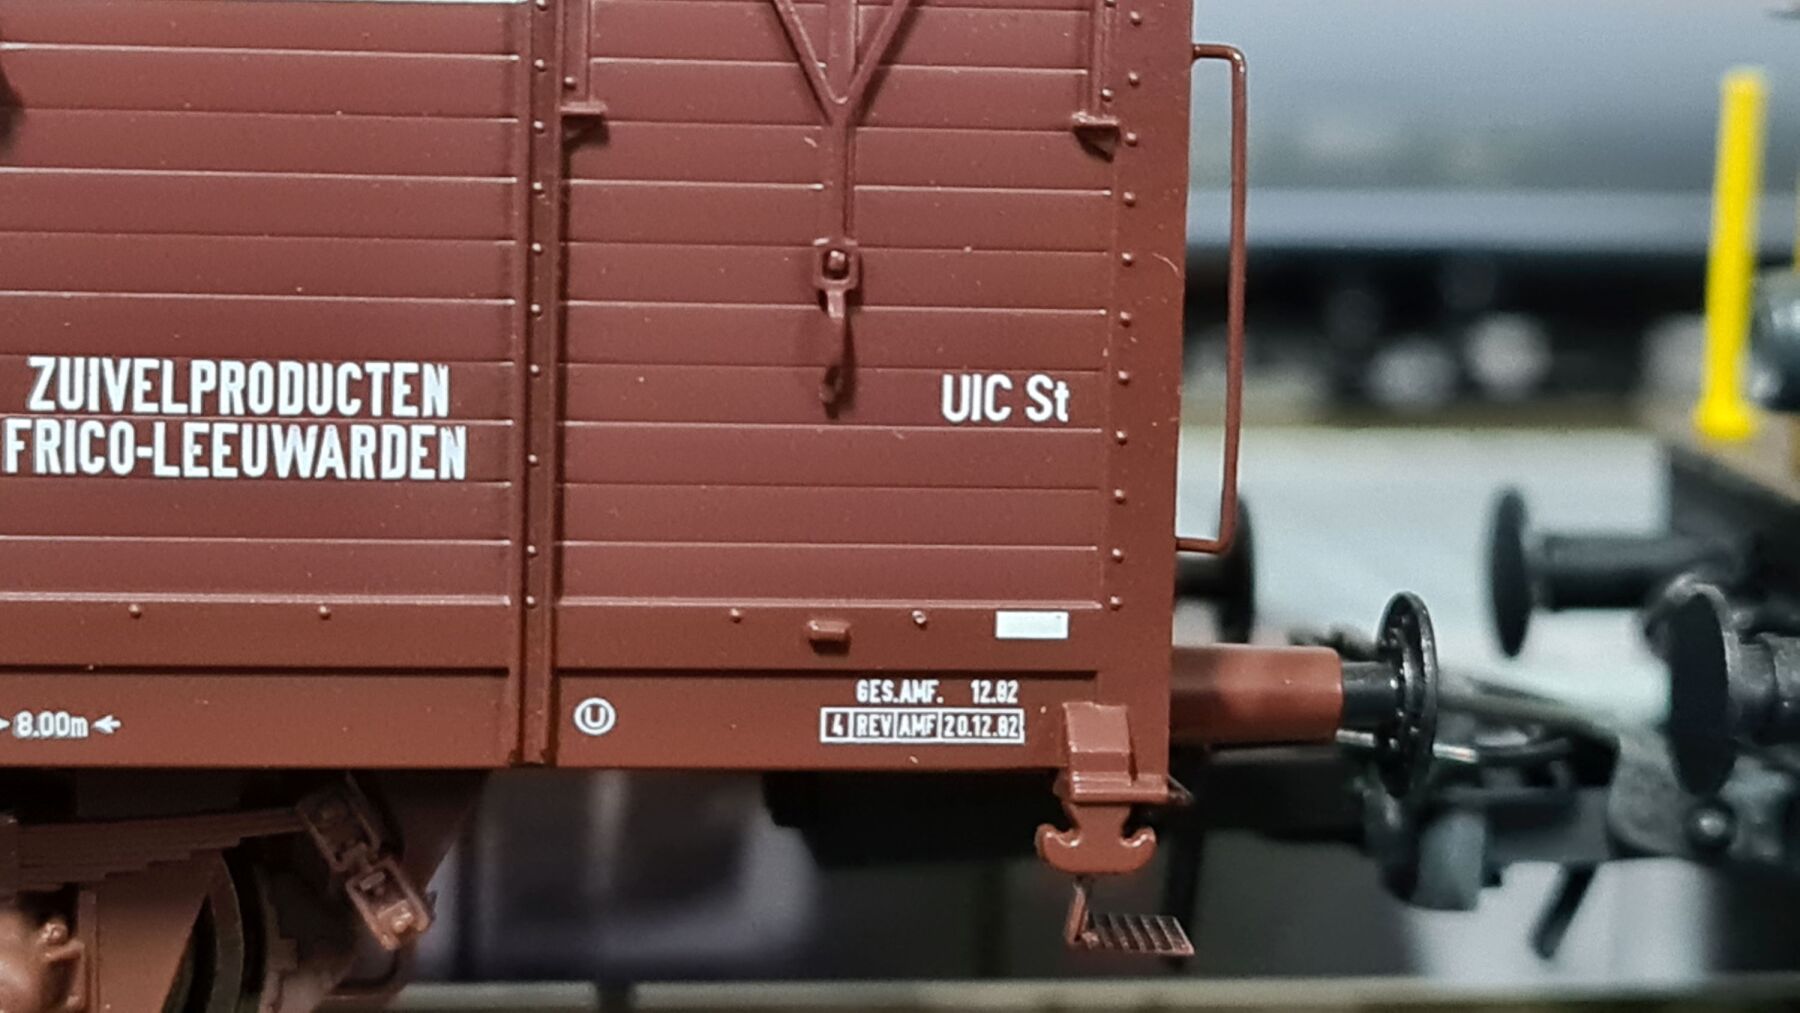 ZUIVELPRODUCTEN
FRICO-LEEUWARDEN
UIC St
8.00m
U
GES.AMF. 12.82
4 REV AMF 20.12.82